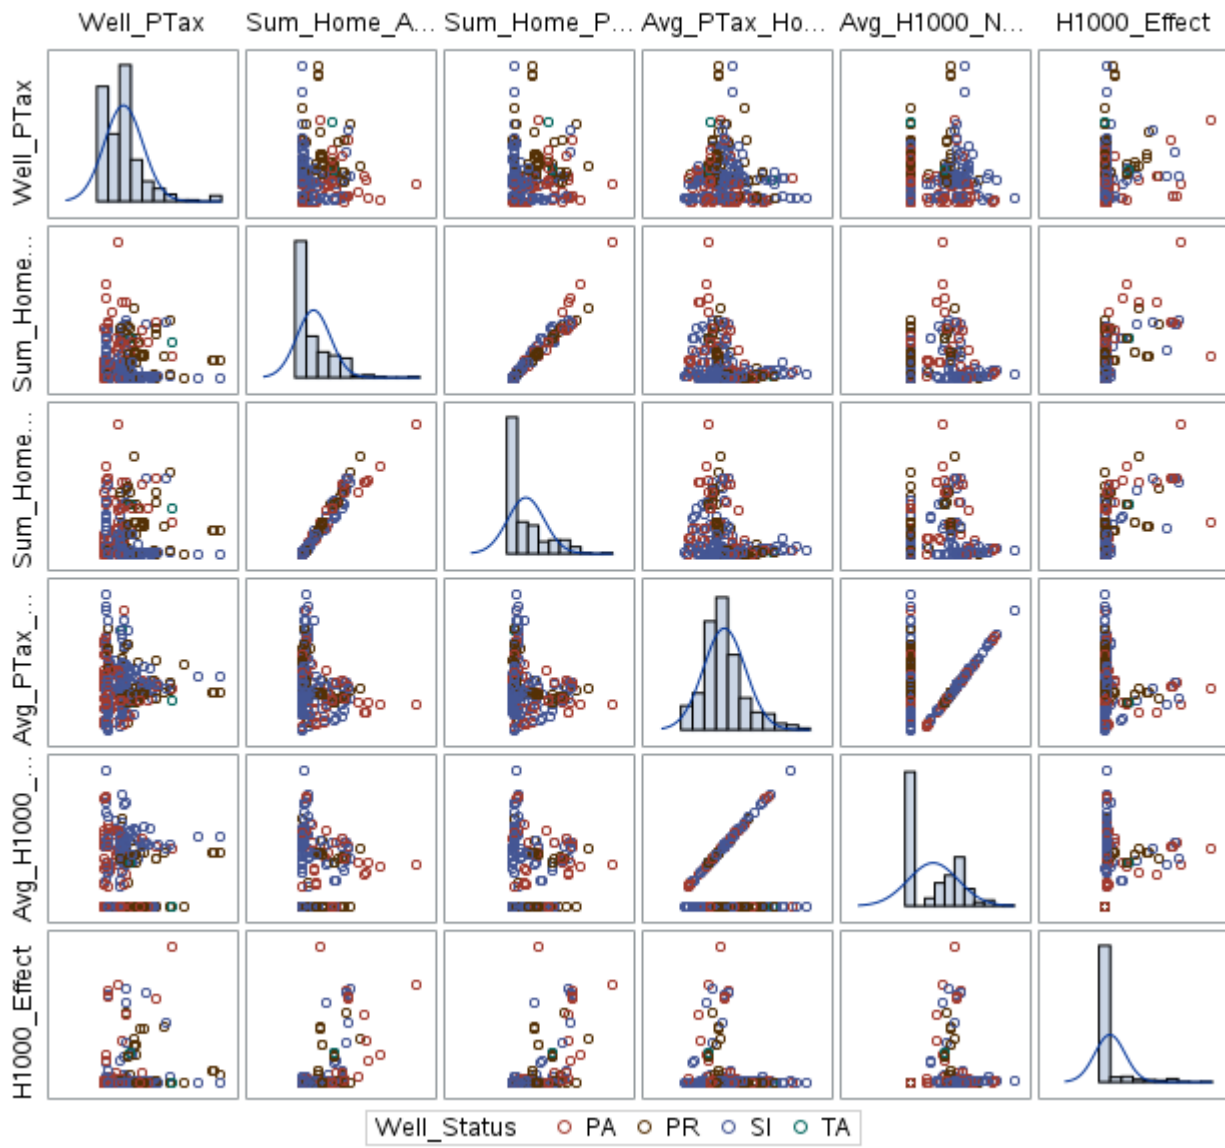 Well_PTax Sum_Home_A... Sum_Home_P... Avg_PTax_Ho... Avg_H1000_N... H1000_Effect
Well_PTax
Sum_Home...
Sum_Home...
Avg_PTax_...
Avg_H1000_...
H1000_Effect
Well_Status PA PR SI TA